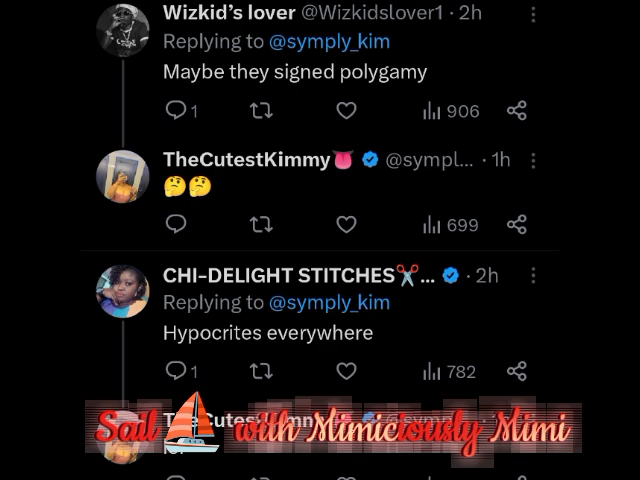 Wizkid's lover @Wizkidslover1 · 2h
Replying to @symply_kim
Maybe they signed polygamy
1 906
TheCutestKimmy👅 @sympl... · 1h
🤔🤔
699
CHI-DELIGHT STITCHES✂️... · 2h
Replying to @symply_kim
Hypocrites everywhere
1 782
Sail ⛵ with Mimiciously Mimi